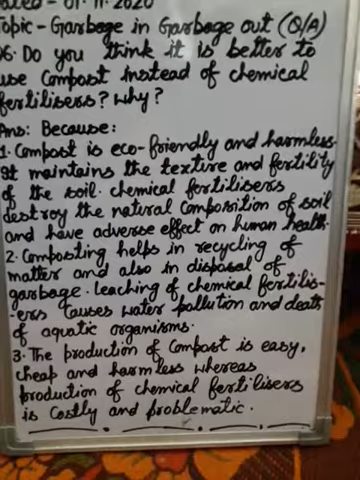 ated - 01-11-2020
Topic - Garbage in Garbage out (Q/A)
06. Do you think it is better to
use Compost instead of chemical
fertilisers? why?
Ans: Because:
1. Compost is eco-friendly and harmless.
It maintains the texture and fertility
of the soil. chemical fertilisers
destroy the natural composition of soil
and have adverse effect on human health.
2. Composting helps in recycling of
matter and also in disposal of
garbage. leaching of chemical fertilis-
-ers causes water pollution and death
of aquatic organisms.
3. The production of compost is easy,
cheap and harmless whereas
production of chemical fertilisers
is costly and problematic.